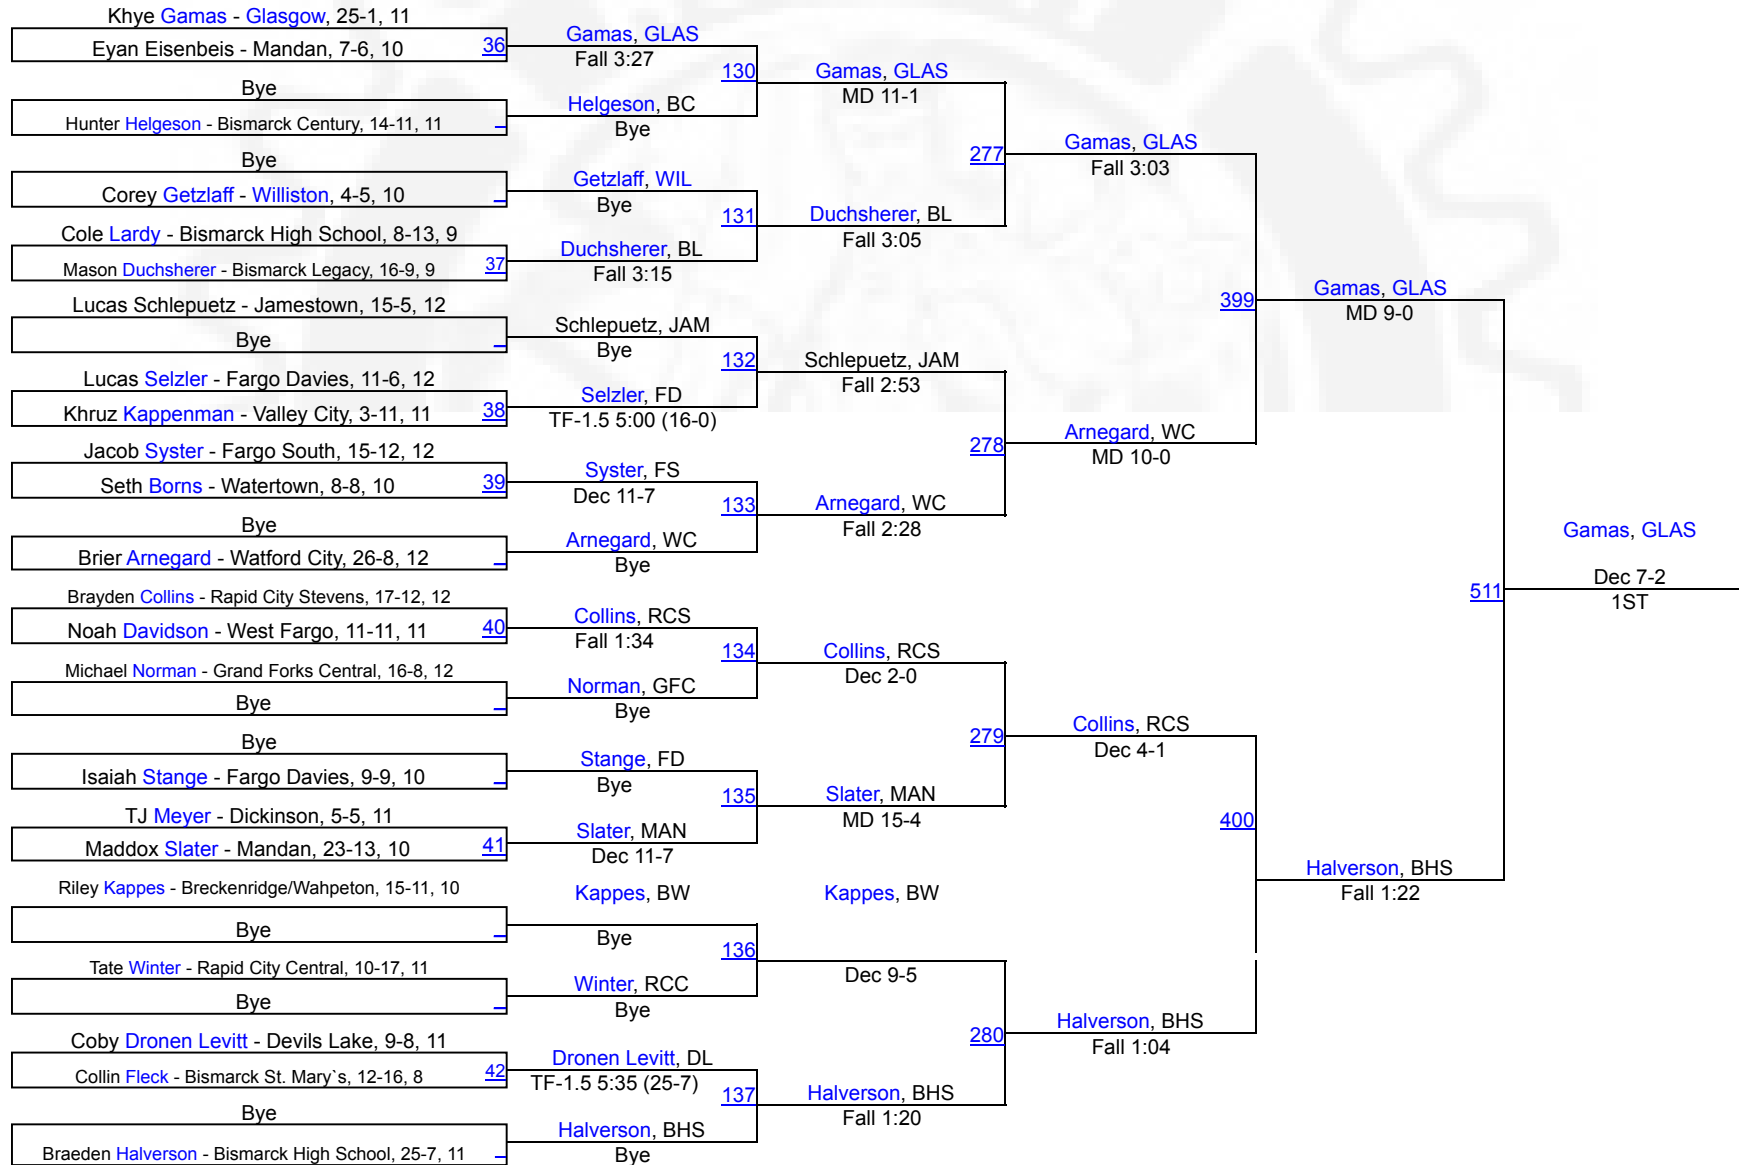 Khye Gamas - Glasgow, 25-1, 11
Eyan Eisenbeis - Mandan, 7-6, 10
36
Bye
Hunter Helgeson - Bismarck Century, 14-11, 11
Bye
Corey Getzlaff - Williston, 4-5, 10
Cole Lardy - Bismarck High School, 8-13, 9
Mason Duchsherer - Bismarck Legacy, 16-9, 9
37
Lucas Schlepuetz - Jamestown, 15-5, 12
Bye
Lucas Selzler - Fargo Davies, 11-6, 12
Khruz Kappenman - Valley City, 3-11, 11
38
Jacob Syster - Fargo South, 15-12, 12
Seth Borns - Watertown, 8-8, 10
39
Bye
Brier Arnegard - Watford City, 26-8, 12
Brayden Collins - Rapid City Stevens, 17-12, 12
Noah Davidson - West Fargo, 11-11, 11
40
Michael Norman - Grand Forks Central, 16-8, 12
Bye
Bye
Isaiah Stange - Fargo Davies, 9-9, 10
TJ Meyer - Dickinson, 5-5, 11
Maddox Slater - Mandan, 23-13, 10
41
Riley Kappes - Breckenridge/Wahpeton, 15-11, 10
Bye
Tate Winter - Rapid City Central, 10-17, 11
Bye
Coby Dronen Levitt - Devils Lake, 9-8, 11
Collin Fleck - Bismarck St. Mary`s, 12-16, 8
42
Bye
Braeden Halverson - Bismarck High School, 25-7, 11
Gamas, GLAS
Fall 3:27
130
Helgeson, BC
Bye
Getzlaff, WIL
Bye
131
Duchsherer, BL
Fall 3:15
Schlepuetz, JAM
Bye
132
Selzler, FD
TF-1.5 5:00 (16-0)
Syster, FS
Dec 11-7
133
Arnegard, WC
Bye
Collins, RCS
Fall 1:34
134
Norman, GFC
Bye
Stange, FD
Bye
135
Slater, MAN
Dec 11-7
Kappes, BW
Bye
136
Winter, RCC
Bye
Dronen Levitt, DL
TF-1.5 5:35 (25-7)
137
Halverson, BHS
Bye
Gamas, GLAS
MD 11-1
277
Duchsherer, BL
Fall 3:05
Schlepuetz, JAM
Fall 2:53
278
Arnegard, WC
Fall 2:28
Collins, RCS
Dec 2-0
279
Slater, MAN
MD 15-4
Kappes, BW
Dec 9-5
280
Halverson, BHS
Fall 1:20
Gamas, GLAS
Fall 3:03
399
Arnegard, WC
MD 10-0
Collins, RCS
Dec 4-1
400
Halverson, BHS
Fall 1:04
Gamas, GLAS
MD 9-0
511
Halverson, BHS
Fall 1:22
Gamas, GLAS
Dec 7-2
1ST